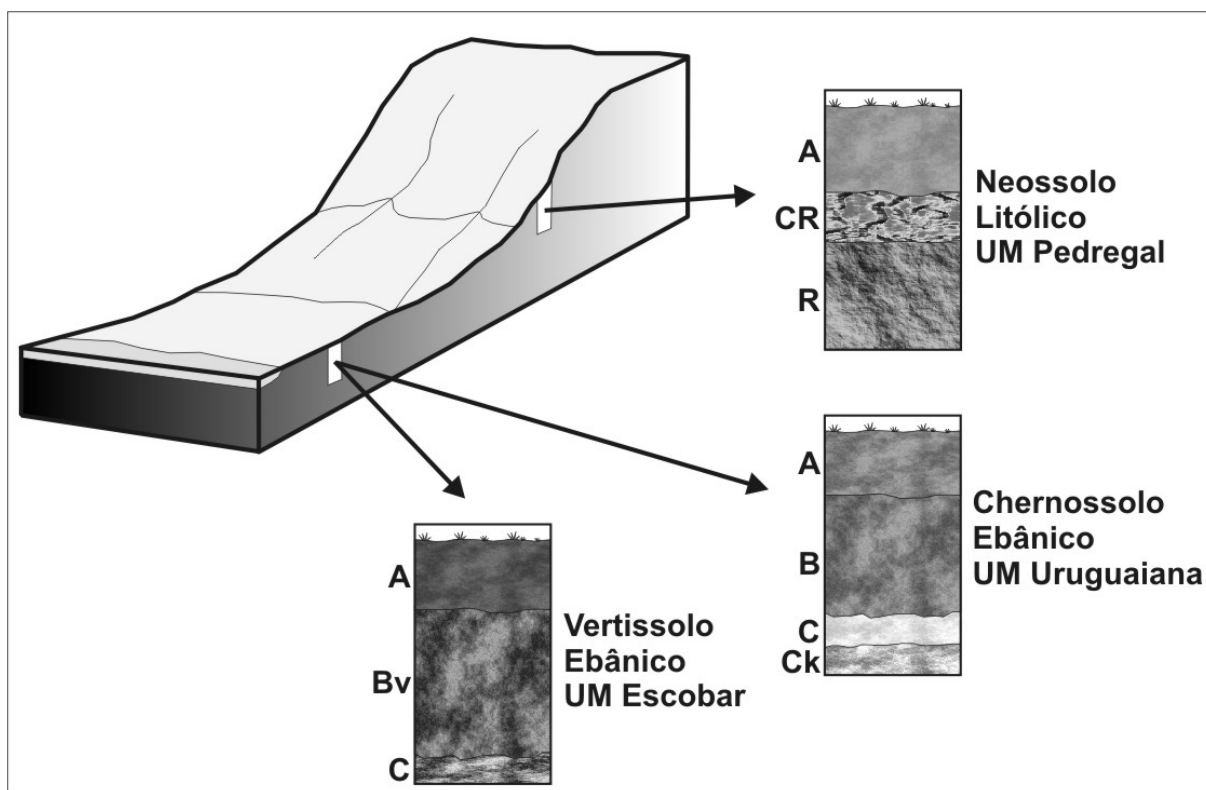 A
CR
R
Neossolo
Litólico
UM Pedregal
A
B
C
Ck
Chernossolo
Ebânico
UM Uruguaiana
A
Bv
C
Vertissolo
Ebânico
UM Escobar